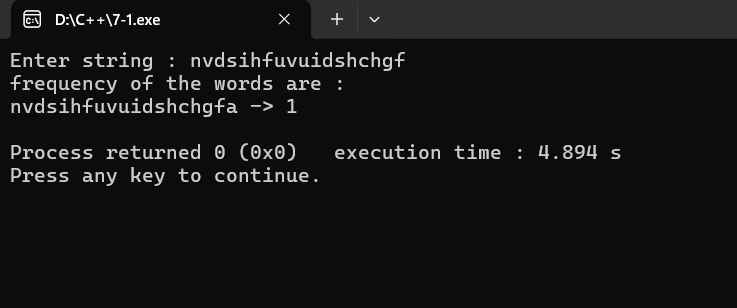 D:\C++\7-1.exe
Enter string : nvdsihfuvuidshchgf
frequency of the words are :
nvdsihfuvuidshchgfa -> 1
Process returned 0 (0x0)   execution time : 4.894 s
Press any key to continue.